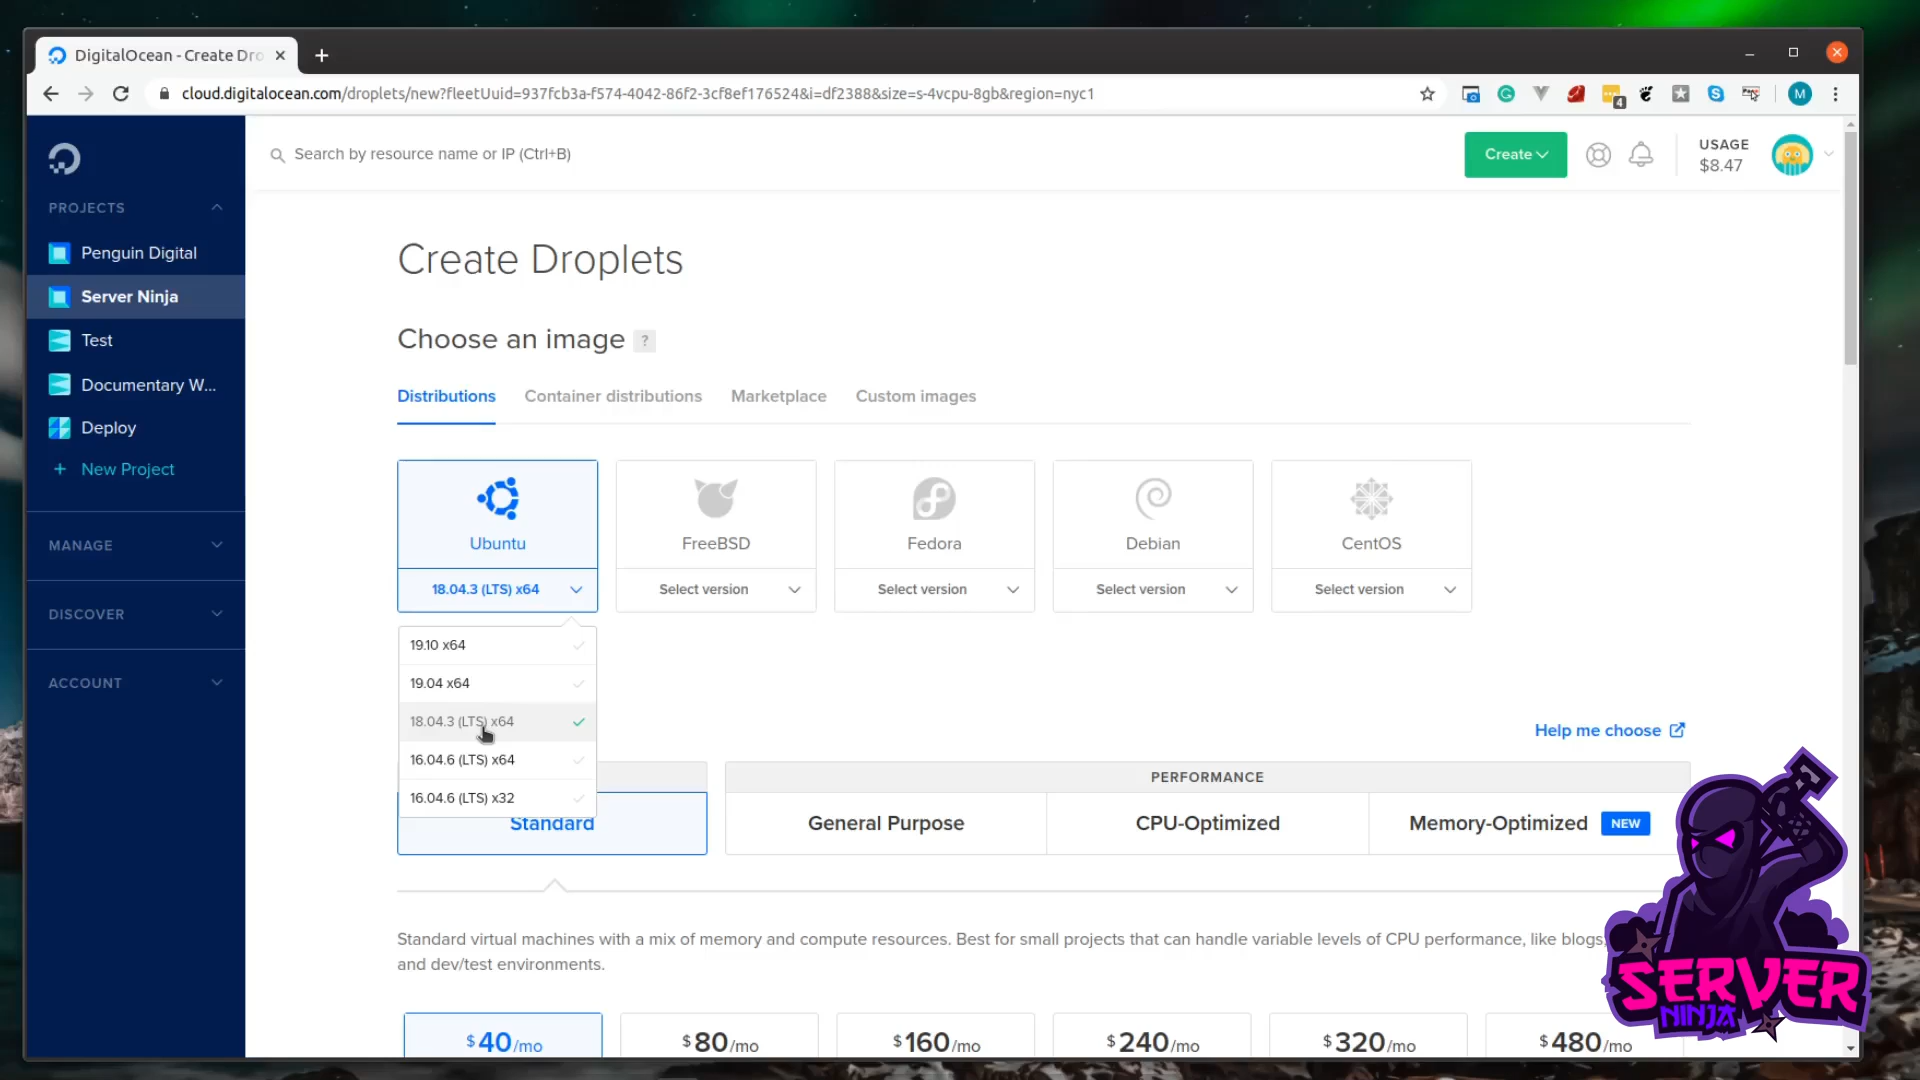 DigitalOcean - Create Dro
cloud.digitalocean.com/droplets/new?fleetUuid=937fcb3a-f574-4042-86f2-3cf8ef176524&i=df2388&size=s-4vcpu-8gb&region=nyc1
4
M
Search by resource name or IP (Ctrl+B)
Create
USAGE
$8.47
PROJECTS
Penguin Digital
Server Ninja
Test
Documentary W...
Deploy
+ New Project
MANAGE
DISCOVER
ACCOUNT
Create Droplets
Choose an image ?
Distributions Container distributions Marketplace Custom images
Ubuntu FreeBSD Fedora Debian CentOS
18.04.3 (LTS) x64 Select version Select version Select version Select version
19.10 x64
19.04 x64
18.04.3 (LTS) x64
16.04.6 (LTS) x64
16.04.6 (LTS) x32
Help me choose
PERFORMANCE
Standard General Purpose CPU-Optimized Memory-Optimized NEW
Standard virtual machines with a mix of memory and compute resources. Best for small projects that can handle variable levels of CPU performance, like blogs,
and dev/test environments.
$40/mo $80/mo $160/mo $240/mo $320/mo $480/mo
SERVER
NINJA